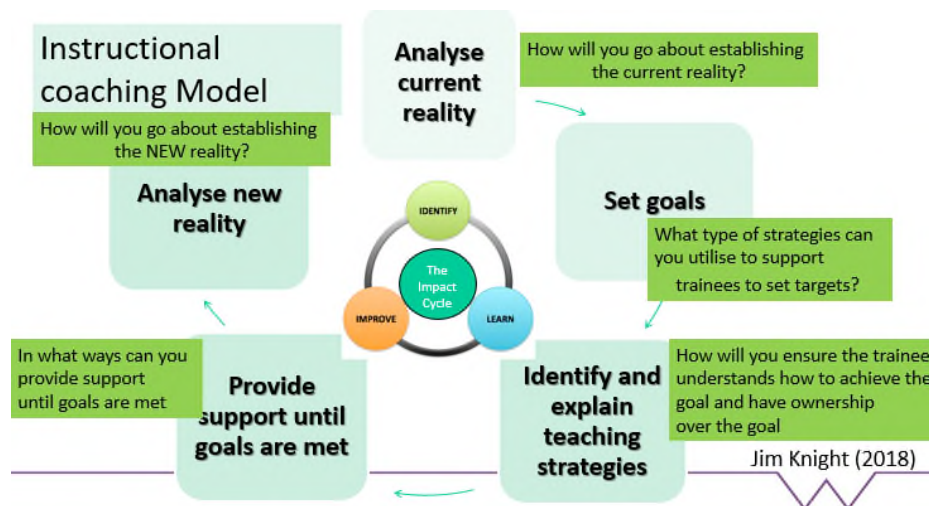 Instructional
coaching Model
Analyse
current
reality
How will you go about establishing
the current reality?
How will you go about establishing
the NEW reality?
Analyse new
reality
Set goals
What type of strategies can
you utilise to support
trainees to set targets?
IDENTIFY
The
Impact
Cycle
IMPROVE
LEARN
In what ways can you
provide support
until goals are met
Provide
support until
goals are met
Identify and
explain
teaching
strategies
How will you ensure the trainee
understands how to achieve the
goal and have ownership
over the goal
Jim Knight (2018)